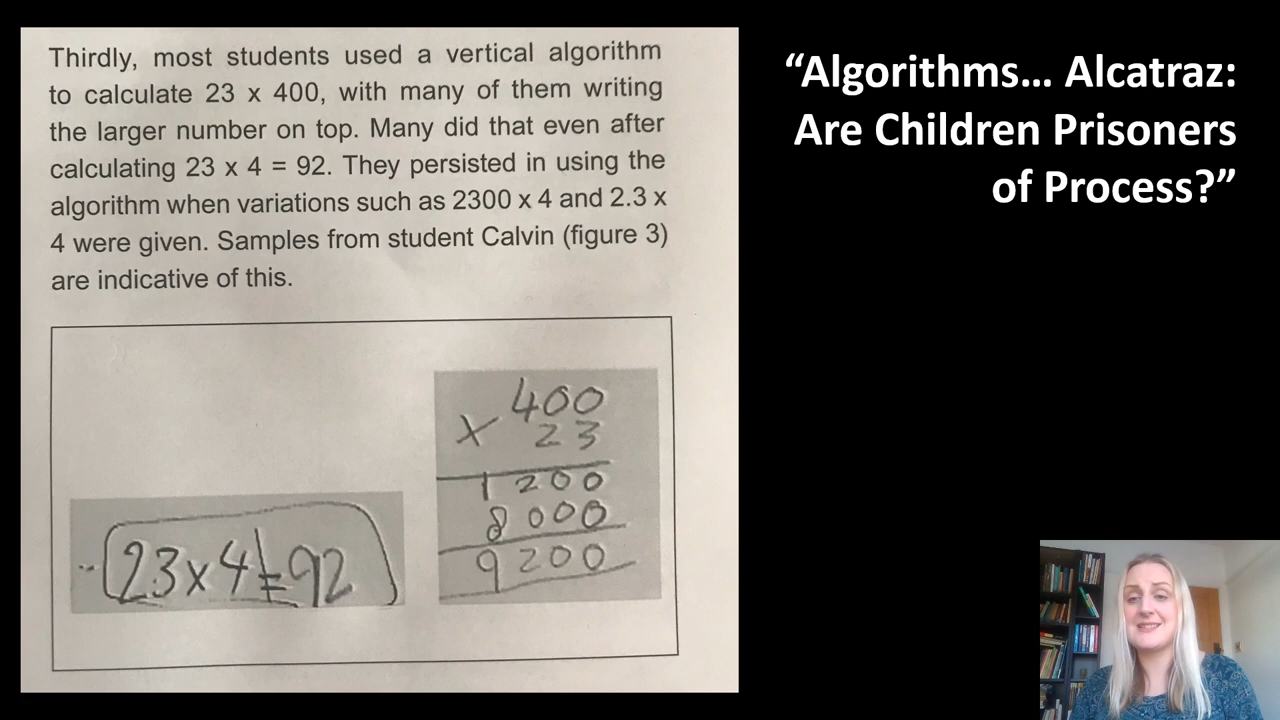 Thirdly, most students used a vertical algorithm
to calculate 23 x 400, with many of them writing
the larger number on top. Many did that even after
calculating 23 x 4 = 92. They persisted in using the
algorithm when variations such as 2300 x 4 and 2.3 x
4 were given. Samples from student Calvin (figure 3)
are indicative of this.
23 x 4 = 92
400
x 23
1200
8000
9200
“Algorithms... Alcatraz:
Are Children Prisoners
of Process?”